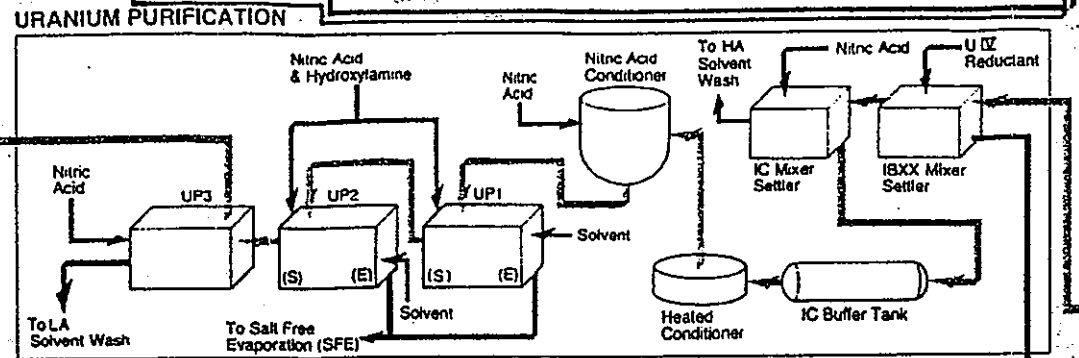 URANIUM PURIFICATION
Nitric Acid
& Hydroxylamine
Nitric
Acid
Nitric Acid
Conditioner
To HA
Solvent
Wash
Nitric Acid
U IV
Reductant
IC Mixer
Settler
IBXX Mixer
Settler
Nitric
Acid
UP3
UP2
UP1
(S)
(E)
(S)
(E)
Solvent
Solvent
To LA
Solvent Wash
To Salt Free
Evaporation (SFE)
Heated
Conditioner
IC Buffer Tank